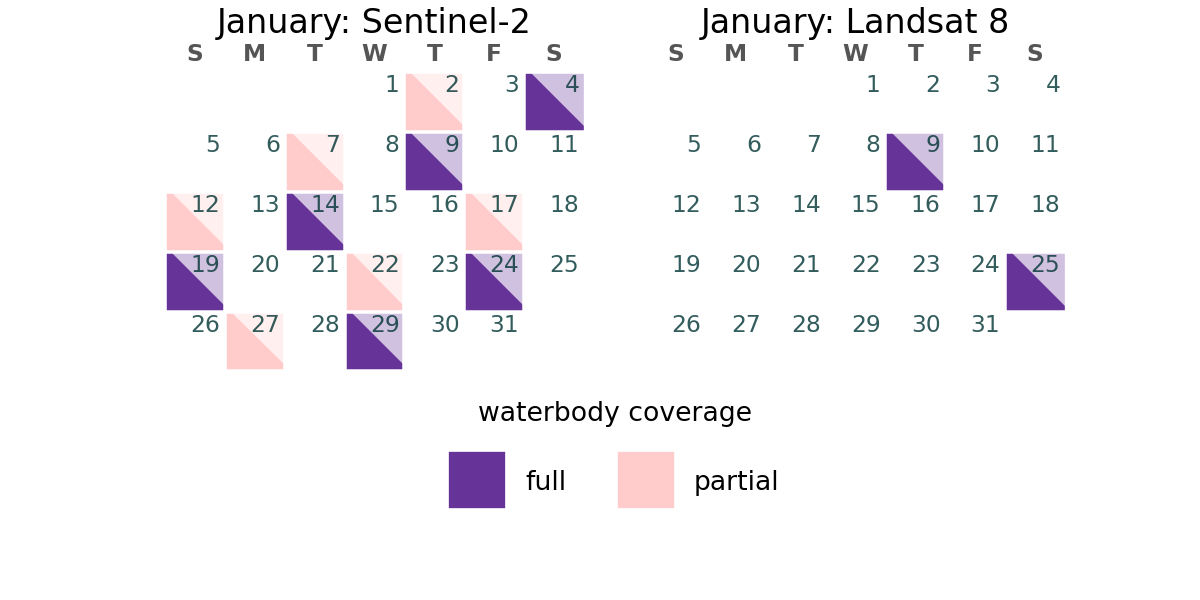 January: Sentinel-2
S M T W T F S
1 2 3 4
5 6 7 8 9 10 11
12 13 14 15 16 17 18
19 20 21 22 23 24 25
26 27 28 29 30 31
January: Landsat 8
S M T W T F S
1 2 3 4
5 6 7 8 9 10 11
12 13 14 15 16 17 18
19 20 21 22 23 24 25
26 27 28 29 30 31
waterbody coverage
full
partial